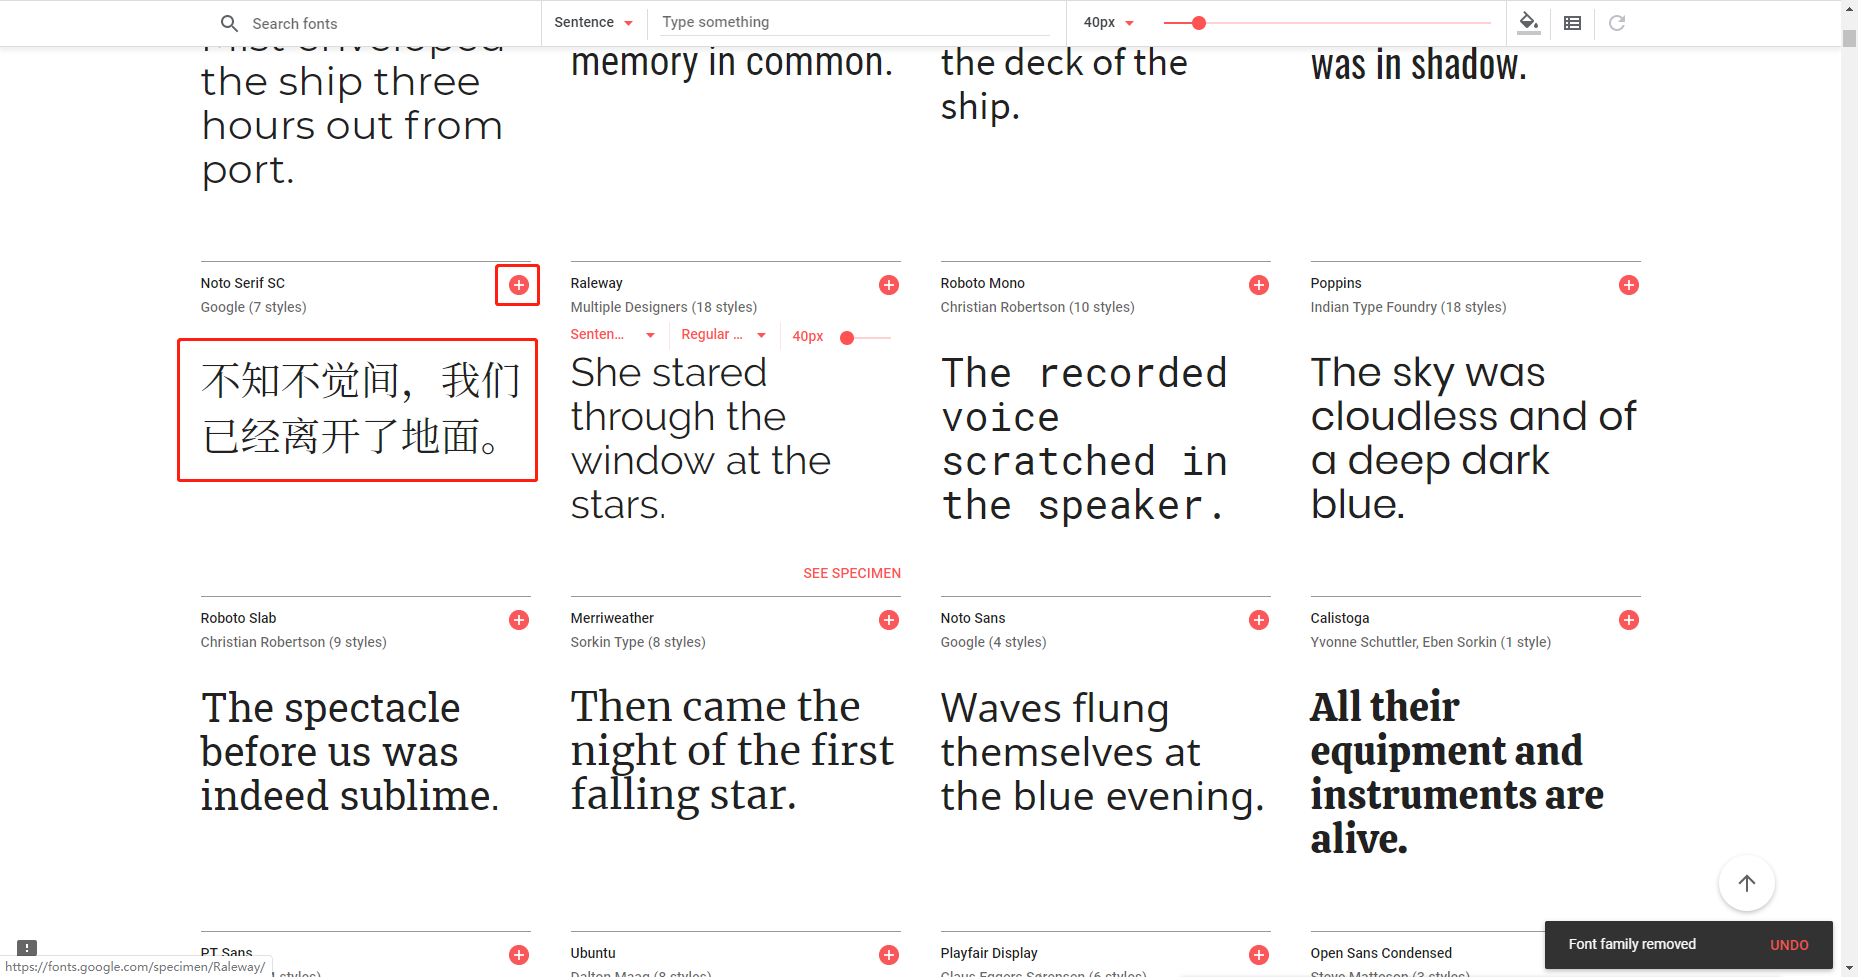 Search fonts
Sentence
Type something
40px
Mist enveloped
the ship three
hours out from
port.
memory in common.
the deck of the
ship.
was in shadow.
Noto Serif SC
Google (7 styles)
不知不觉间，我们
已经离开了地面。
Raleway
Multiple Designers (18 styles)
Senten...
Regular ...
40px
She stared
through the
window at the
stars.
SEE SPECIMEN
Roboto Mono
Christian Robertson (10 styles)
The recorded
voice
scratched in
the speaker.
Poppins
Indian Type Foundry (18 styles)
The sky was
cloudless and of
a deep dark
blue.
Roboto Slab
Christian Robertson (9 styles)
The spectacle
before us was
indeed sublime.
Merriweather
Sorkin Type (8 styles)
Then came the
night of the first
falling star.
Noto Sans
Google (4 styles)
Waves flung
themselves at
the blue evening.
Calistoga
Yvonne Schuttler, Eben Sorkin (1 style)
All their
equipment and
instruments are
alive.
PT Sans
styles)
Ubuntu
Dalton Maag (8 styles)
Playfair Display
Claus Eggers Sørensen (6 styles)
Open Sans Condensed
Steve Matteson (3 styles)
Font family removed
UNDO
https://fonts.google.com/specimen/Raleway/